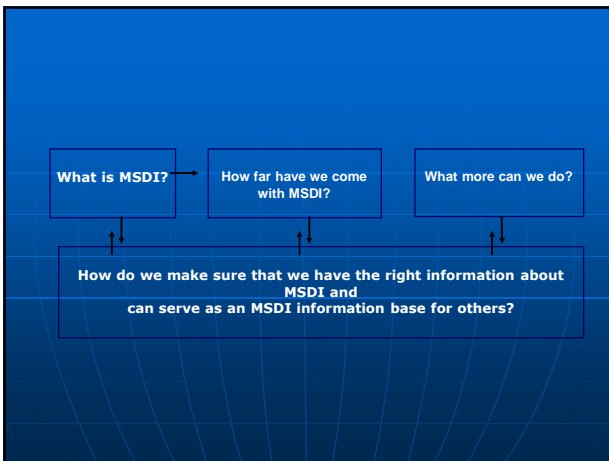 What is MSDI?
How far have we come
with MSDI?
What more can we do?
How do we make sure that we have the right information about
MSDI and
can serve as an MSDI information base for others?